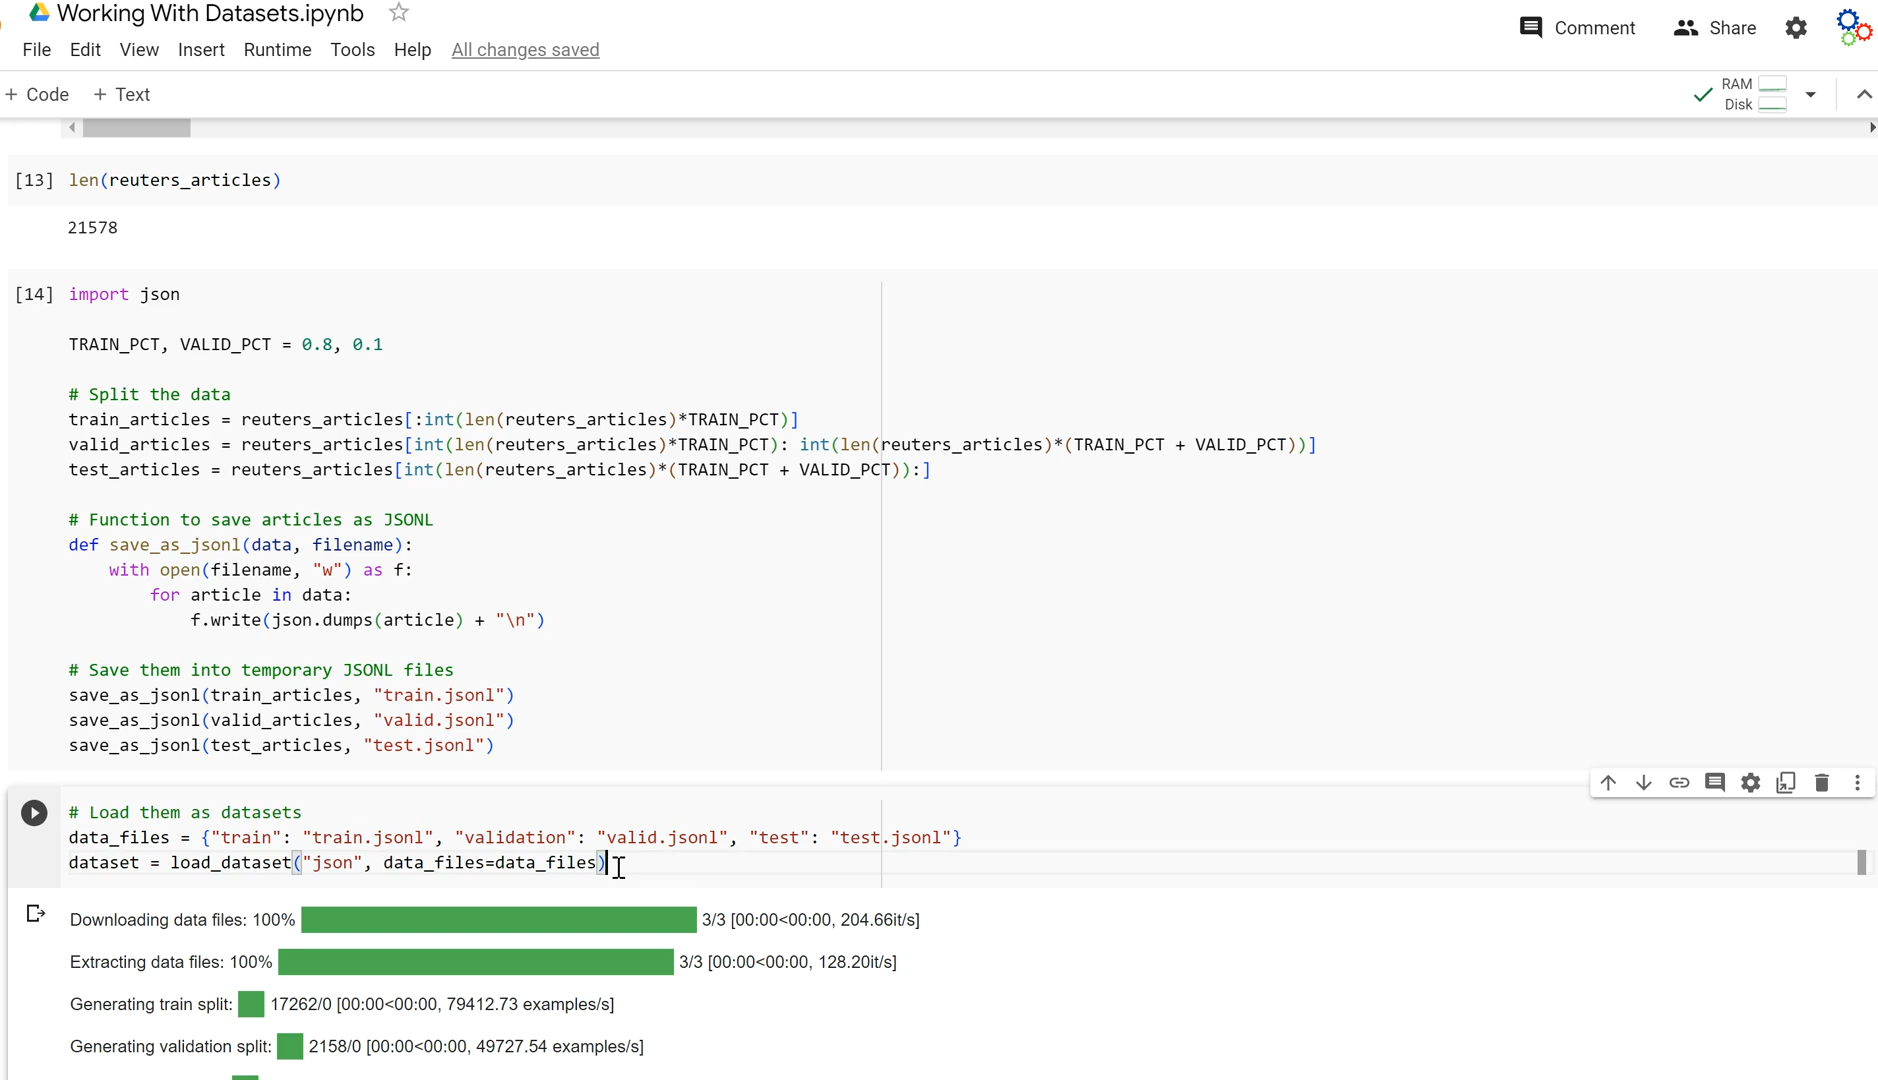 Working With Datasets.ipynb
Comment
Share
File Edit View Insert Runtime Tools Help All changes saved
+ Code + Text
RAM
Disk
[13] len(reuters_articles)
21578
[14] import json
TRAIN_PCT, VALID_PCT = 0.8, 0.1
# Split the data
train_articles = reuters_articles[:int(len(reuters_articles)*TRAIN_PCT)]
valid_articles = reuters_articles[int(len(reuters_articles)*TRAIN_PCT): int(len(reuters_articles)*(TRAIN_PCT + VALID_PCT))]
test_articles = reuters_articles[int(len(reuters_articles)*(TRAIN_PCT + VALID_PCT)):]
# Function to save articles as JSONL
def save_as_jsonl(data, filename):
    with open(filename, "w") as f:
        for article in data:
            f.write(json.dumps(article) + "\n")
# Save them into temporary JSONL files
save_as_jsonl(train_articles, "train.jsonl")
save_as_jsonl(valid_articles, "valid.jsonl")
save_as_jsonl(test_articles, "test.jsonl")
# Load them as datasets
data_files = {"train": "train.jsonl", "validation": "valid.jsonl", "test": "test.jsonl"}
dataset = load_dataset("json", data_files=data_files)
Downloading data files: 100% 3/3 [00:00<00:00, 204.66it/s]
Extracting data files: 100% 3/3 [00:00<00:00, 128.20it/s]
Generating train split: 17262/0 [00:00<00:00, 79412.73 examples/s]
Generating validation split: 2158/0 [00:00<00:00, 49727.54 examples/s]